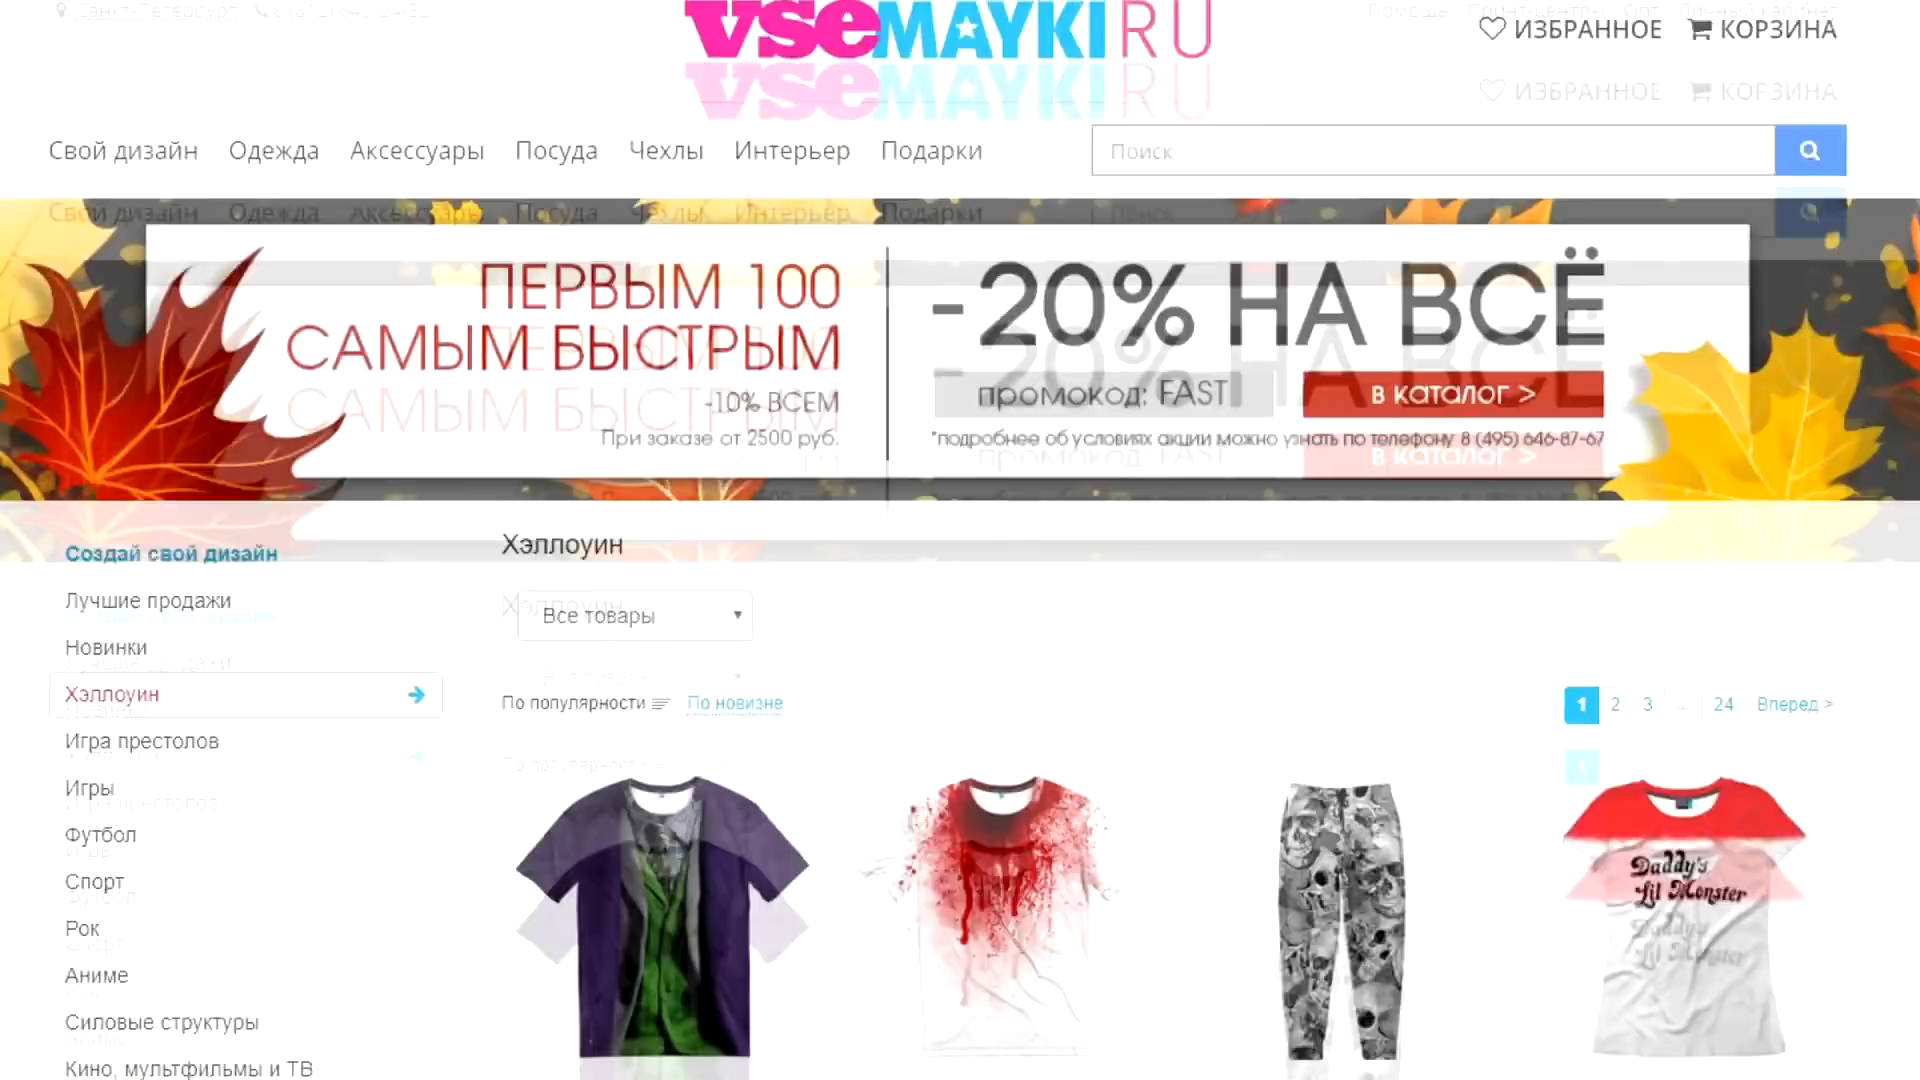 Санкт-Петербург
VSEMAYKI RU
ИЗБРАННОЕ
КОРЗИНА
Свой дизайн Одежда Аксессуары Посуда Чехлы Интерьер Подарки
Поиск
ПЕРВЫМ 100
САМЫМ БЫСТРЫМ
-10% ВСЕМ
При заказе от 2500 руб.
-20% НА ВСЁ
промокод: FAST
в каталог >
*подробнее об условиях акции можно узнать по телефону 8 (495) 646-87-67
Создай свой дизайн
Лучшие продажи
Новинки
Хэллоуин
Игра престолов
Игры
Футбол
Спорт
Рок
Аниме
Силовые структуры
Кино, мультфильмы и ТВ
Хэллоуин
Все товары
По популярности По новизне
1 2 3 ... 24 Вперед >
Daddy's
Lil Monster